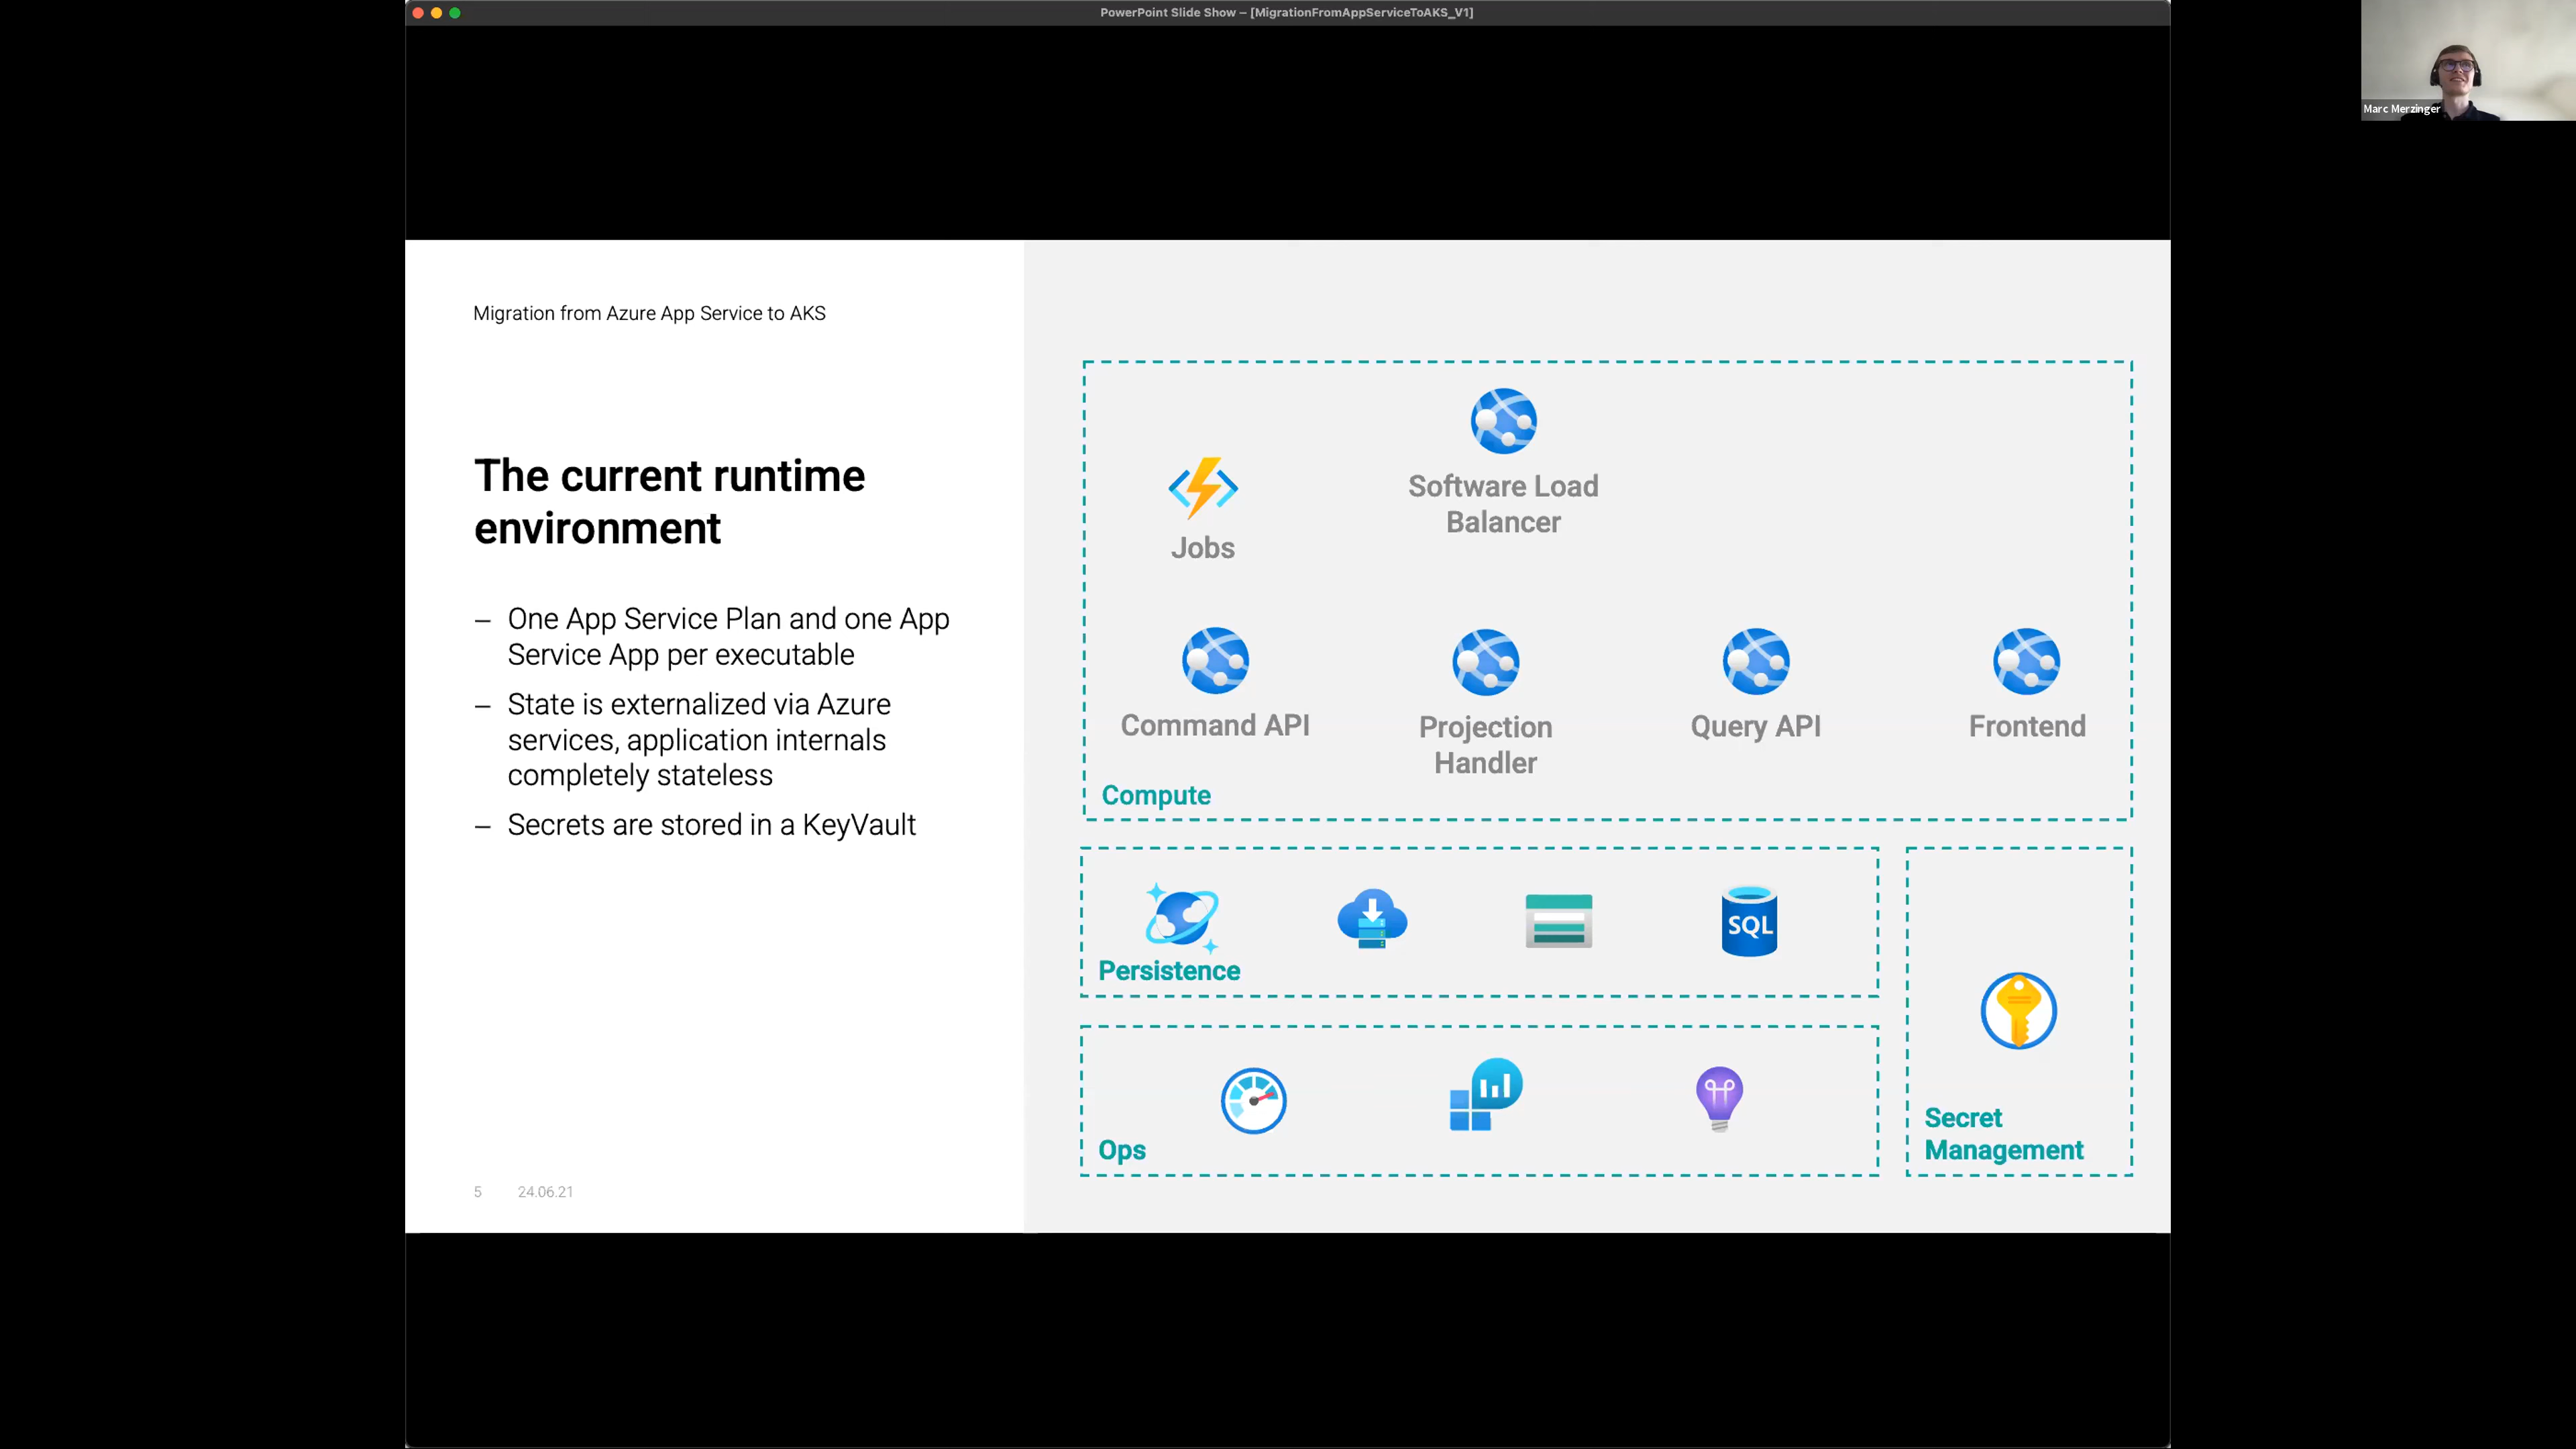 PowerPoint Slide Show – [MigrationFromAppServiceToAKS_V1]
Marc Merzinger
Migration from Azure App Service to AKS
The current runtime
environment
– One App Service Plan and one App
Service App per executable
– State is externalized via Azure
services, application internals
completely stateless
– Secrets are stored in a KeyVault
5 24.06.21
Software Load
Balancer
Jobs
Command API
Projection
Handler
Query API
Frontend
Compute
SQL
Persistence
Ops
Secret
Management